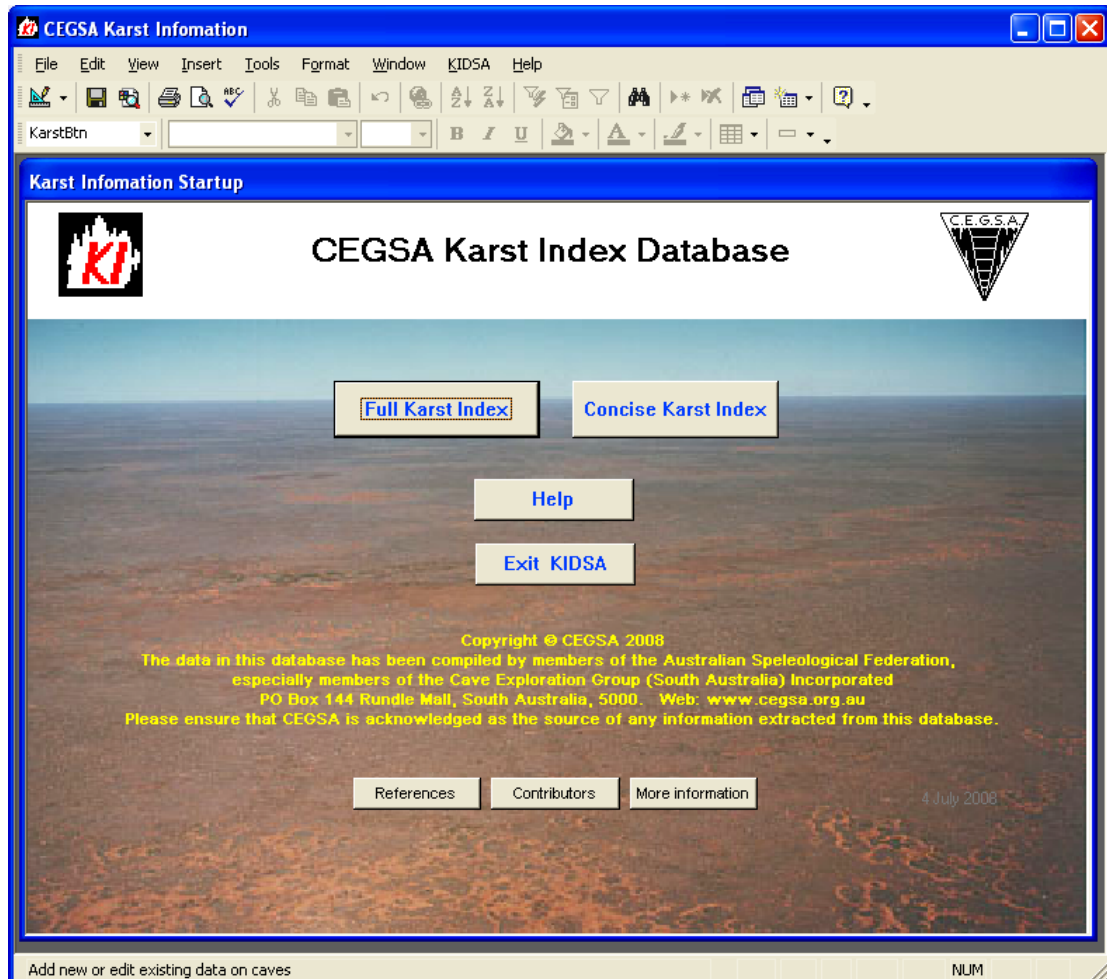 CEGSA Karst Infomation
File Edit View Insert Tools Format Window KIDSA Help
ABC
A Z Z A
KarstBtn B I U A
Karst Infomation Startup
KI
CEGSA Karst Index Database
C.E.G.S.A.
Full Karst Index Concise Karst Index
Help
Exit KIDSA
Copyright © CEGSA 2008
The data in this database has been compiled by members of the Australian Speleological Federation,
especially members of the Cave Exploration Group (South Australia) Incorporated
PO Box 144 Rundle Mall, South Australia, 5000. Web: www.cegsa.org.au
Please ensure that CEGSA is acknowledged as the source of any information extracted from this database.
References Contributors More information
4 July 2008
Add new or edit existing data on caves NUM